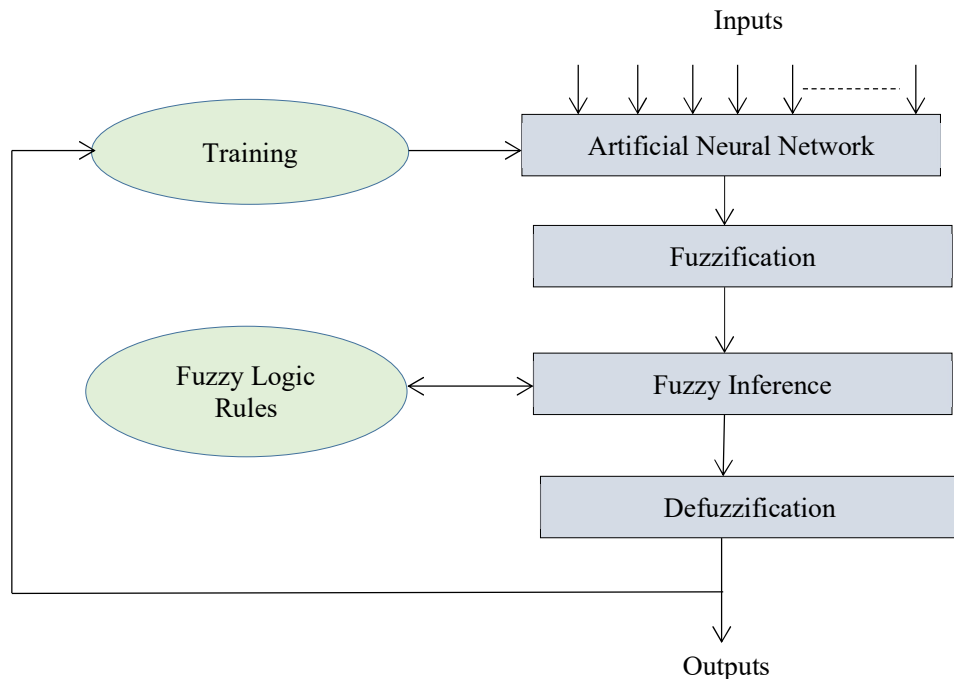 Inputs
Artificial Neural Network
Training
Fuzzification
Fuzzy Logic
Rules
Fuzzy Inference
Defuzzification
Outputs